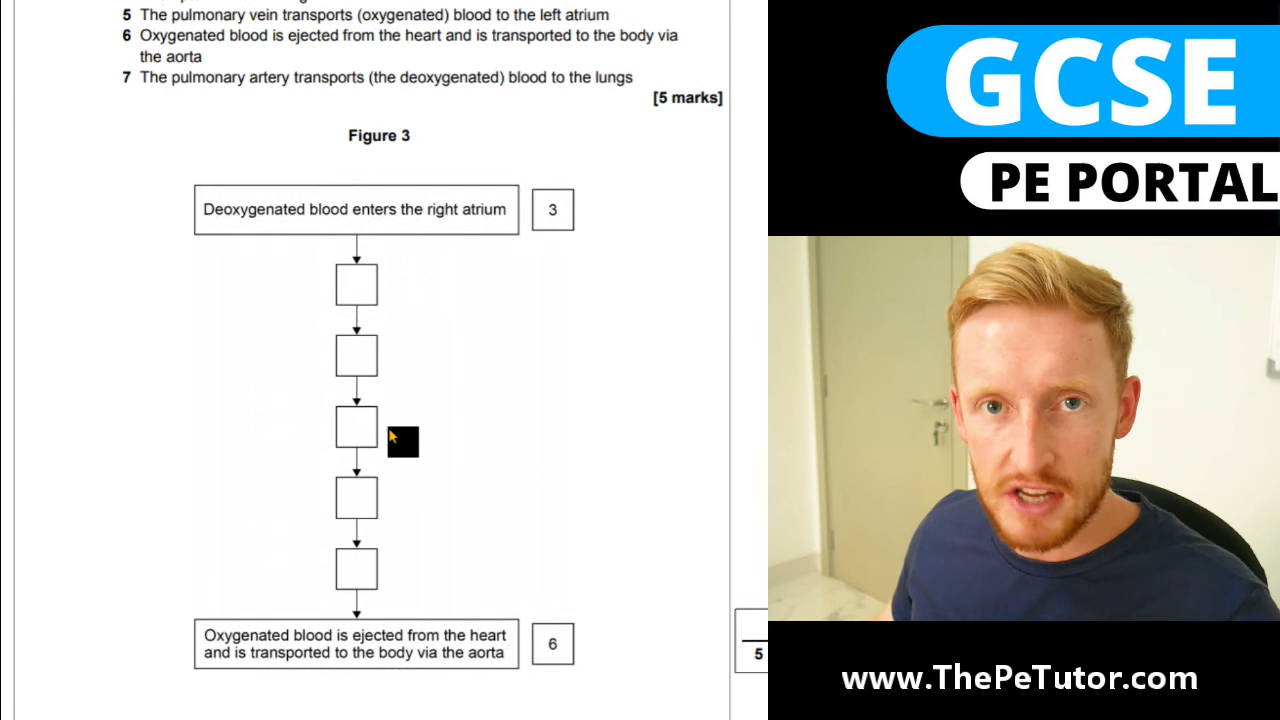 5 The pulmonary vein transports (oxygenated) blood to the left atrium
6 Oxygenated blood is ejected from the heart and is transported to the body via
the aorta
7 The pulmonary artery transports (the deoxygenated) blood to the lungs
[5 marks]
Figure 3
Deoxygenated blood enters the right atrium 3
Oxygenated blood is ejected from the heart
and is transported to the body via the aorta
6
5
GCSE
PE PORTAL
www.ThePeTutor.com